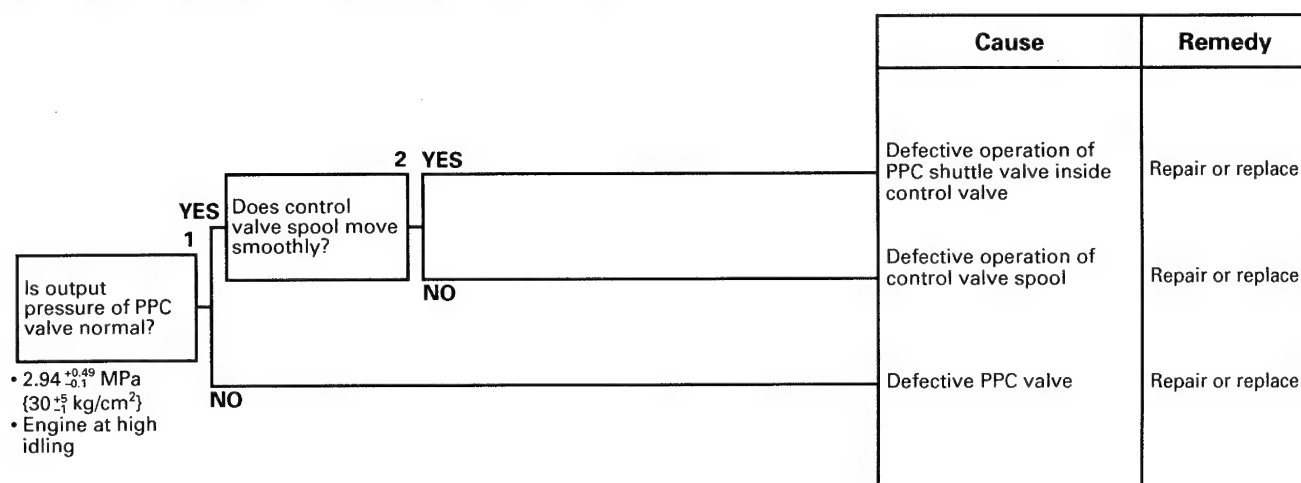 Cause
Remedy
2 YES
Defective operation of
PPC shuttle valve inside
control valve
Repair or replace
YES
1
Does control
valve spool move
smoothly?
NO
Defective operation of
control valve spool
Repair or replace
Is output
pressure of PPC
valve normal?
• 2.94 +0.49 -0.1 MPa
{30 +5 -1 kg/cm²}
• Engine at high
idling
NO
Defective PPC valve
Repair or replace